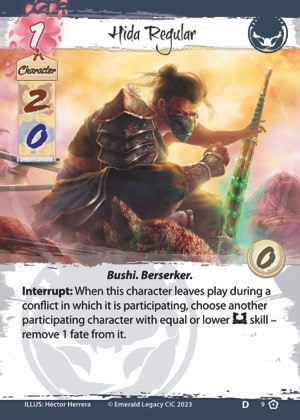 Hida Regular
1
Character
2
0
0
Bushi. Berserker.
Interrupt: When this character leaves play during a
conflict in which it is participating, choose another
participating character with equal or lower skill –
remove 1 fate from it.
ILLUS: Héctor Herrera © Emerald Legacy CIC 2023 D 9